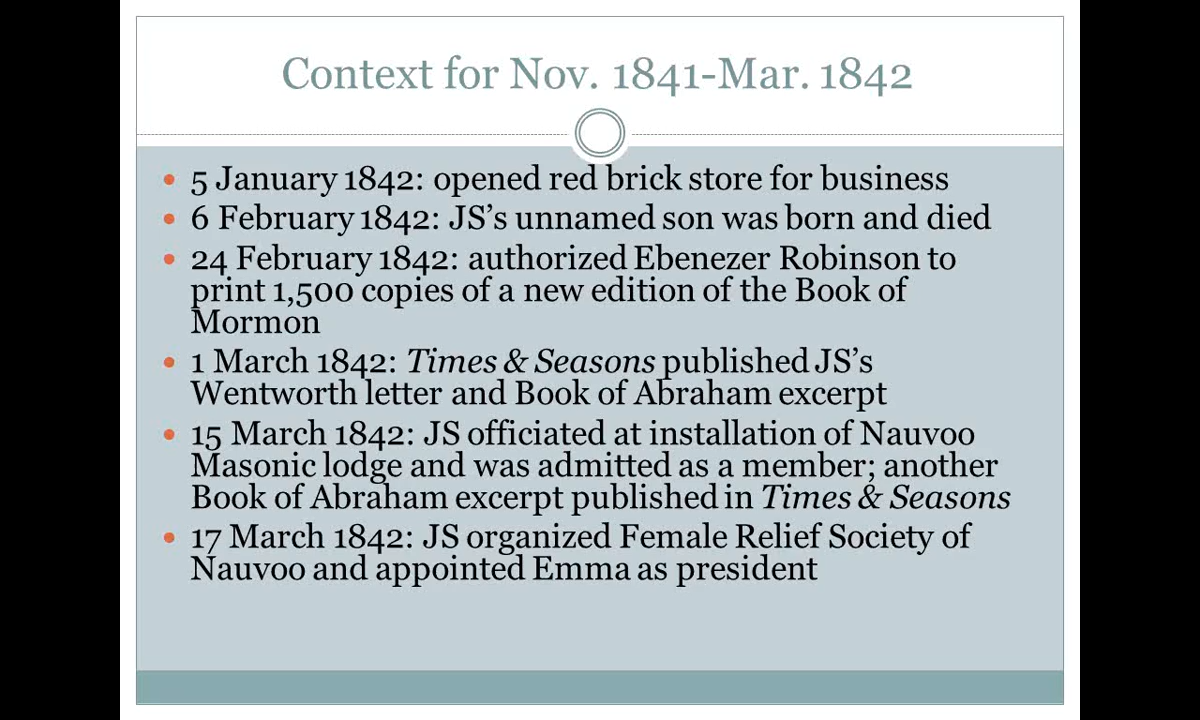 Context for Nov. 1841-Mar. 1842
• 5 January 1842: opened red brick store for business
• 6 February 1842: JS’s unnamed son was born and died
• 24 February 1842: authorized Ebenezer Robinson to
print 1,500 copies of a new edition of the Book of
Mormon
• 1 March 1842: Times & Seasons published JS’s
Wentworth letter and Book of Abraham excerpt
• 15 March 1842: JS officiated at installation of Nauvoo
Masonic lodge and was admitted as a member; another
Book of Abraham excerpt published in Times & Seasons
• 17 March 1842: JS organized Female Relief Society of
Nauvoo and appointed Emma as president